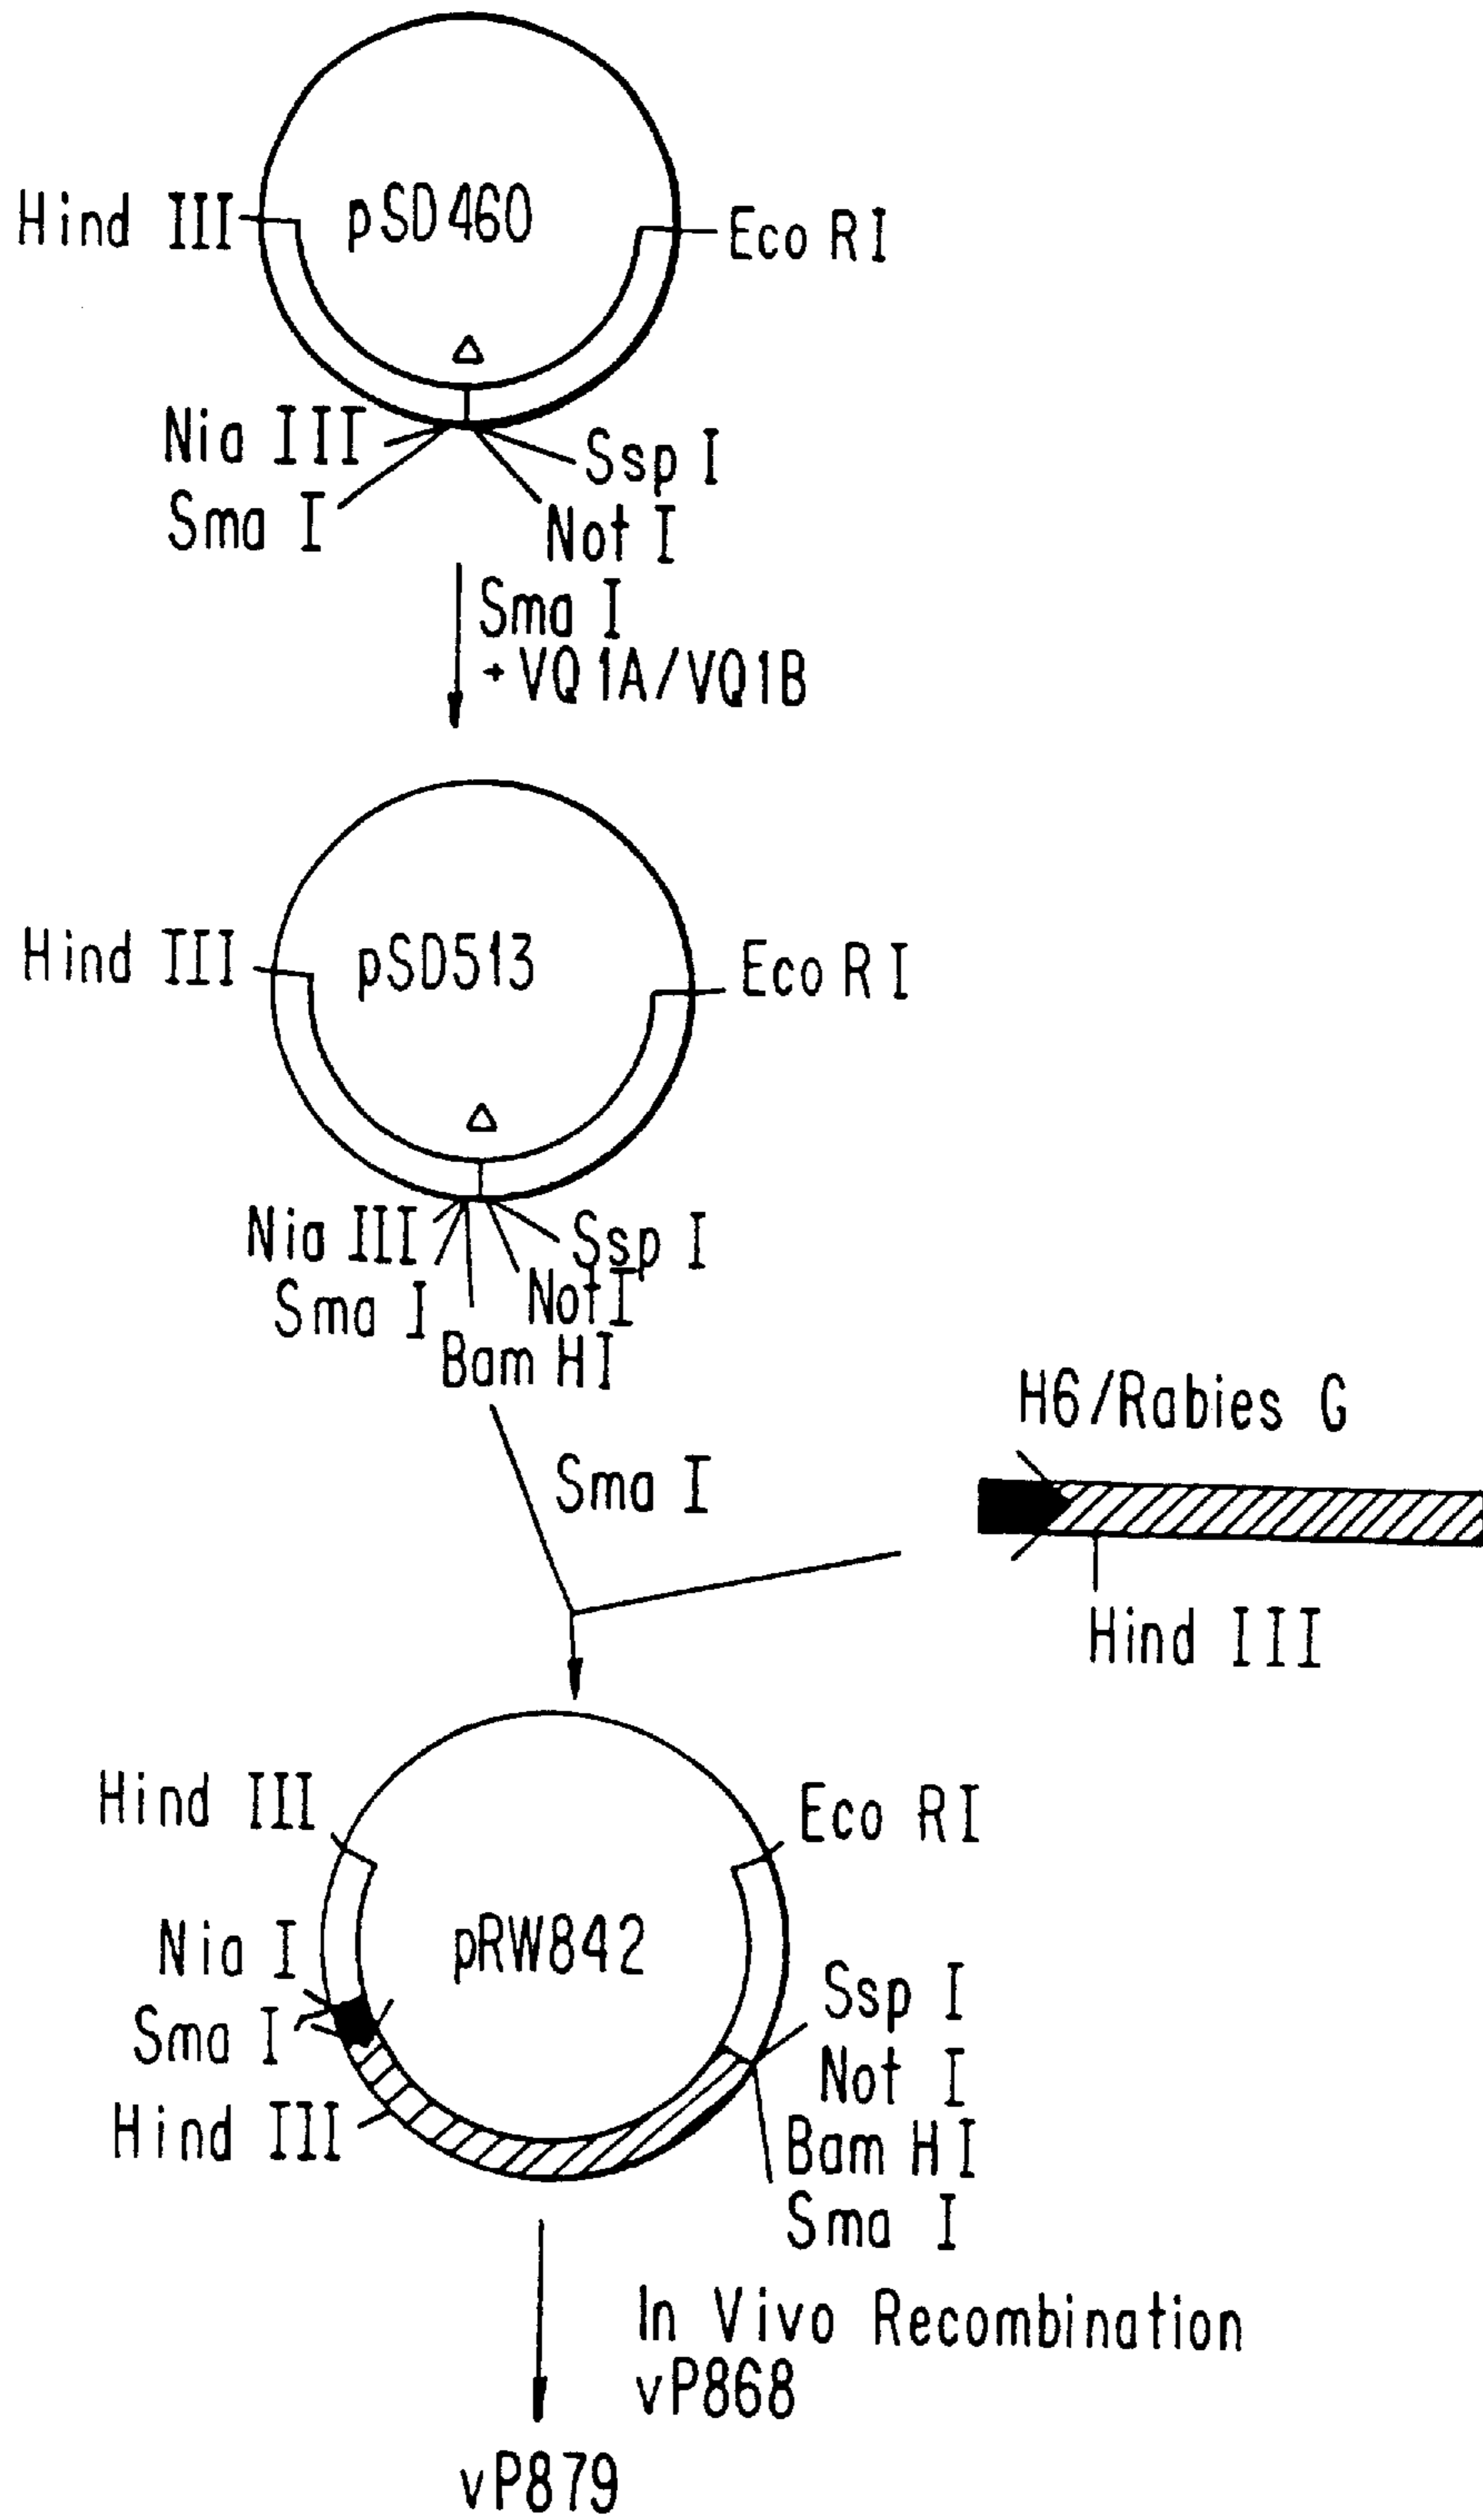 pSD460
Hind III
Eco RI
Nia III
Ssp I
Sma I
Not I
Sma I
+VQ1A/VQ1B
pSD513
Hind III
Eco RI
Nia III
Ssp I
Sma I
Not I
Bam HI
H6/Rabies G
Sma I
Hind III
Hind III
Eco RI
pRW842
Nia I
Ssp I
Sma I
Not I
Hind III
Bam HI
Sma I
In Vivo Recombination
vP868
vP879